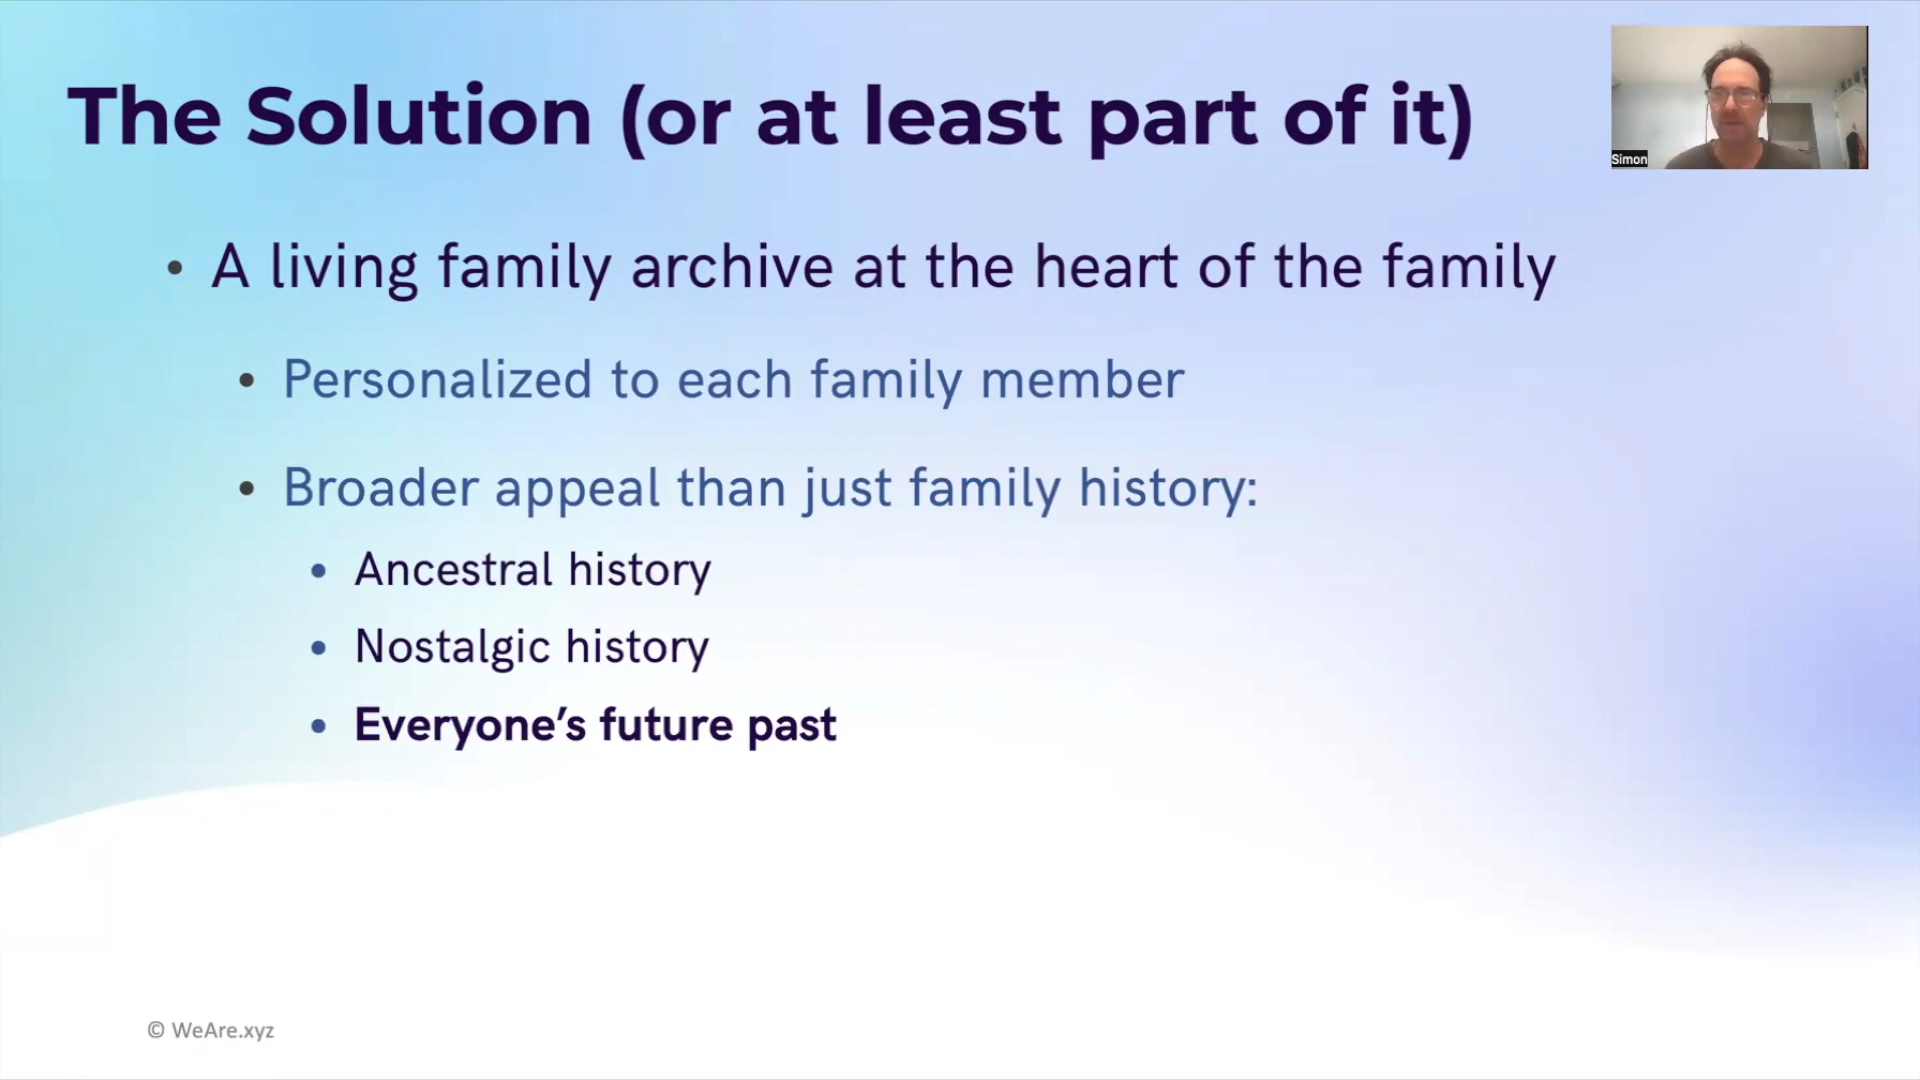 The Solution (or at least part of it)
Simon
• A living family archive at the heart of the family
• Personalized to each family member
• Broader appeal than just family history:
• Ancestral history
• Nostalgic history
• Everyone’s future past
© WeAre.xyz